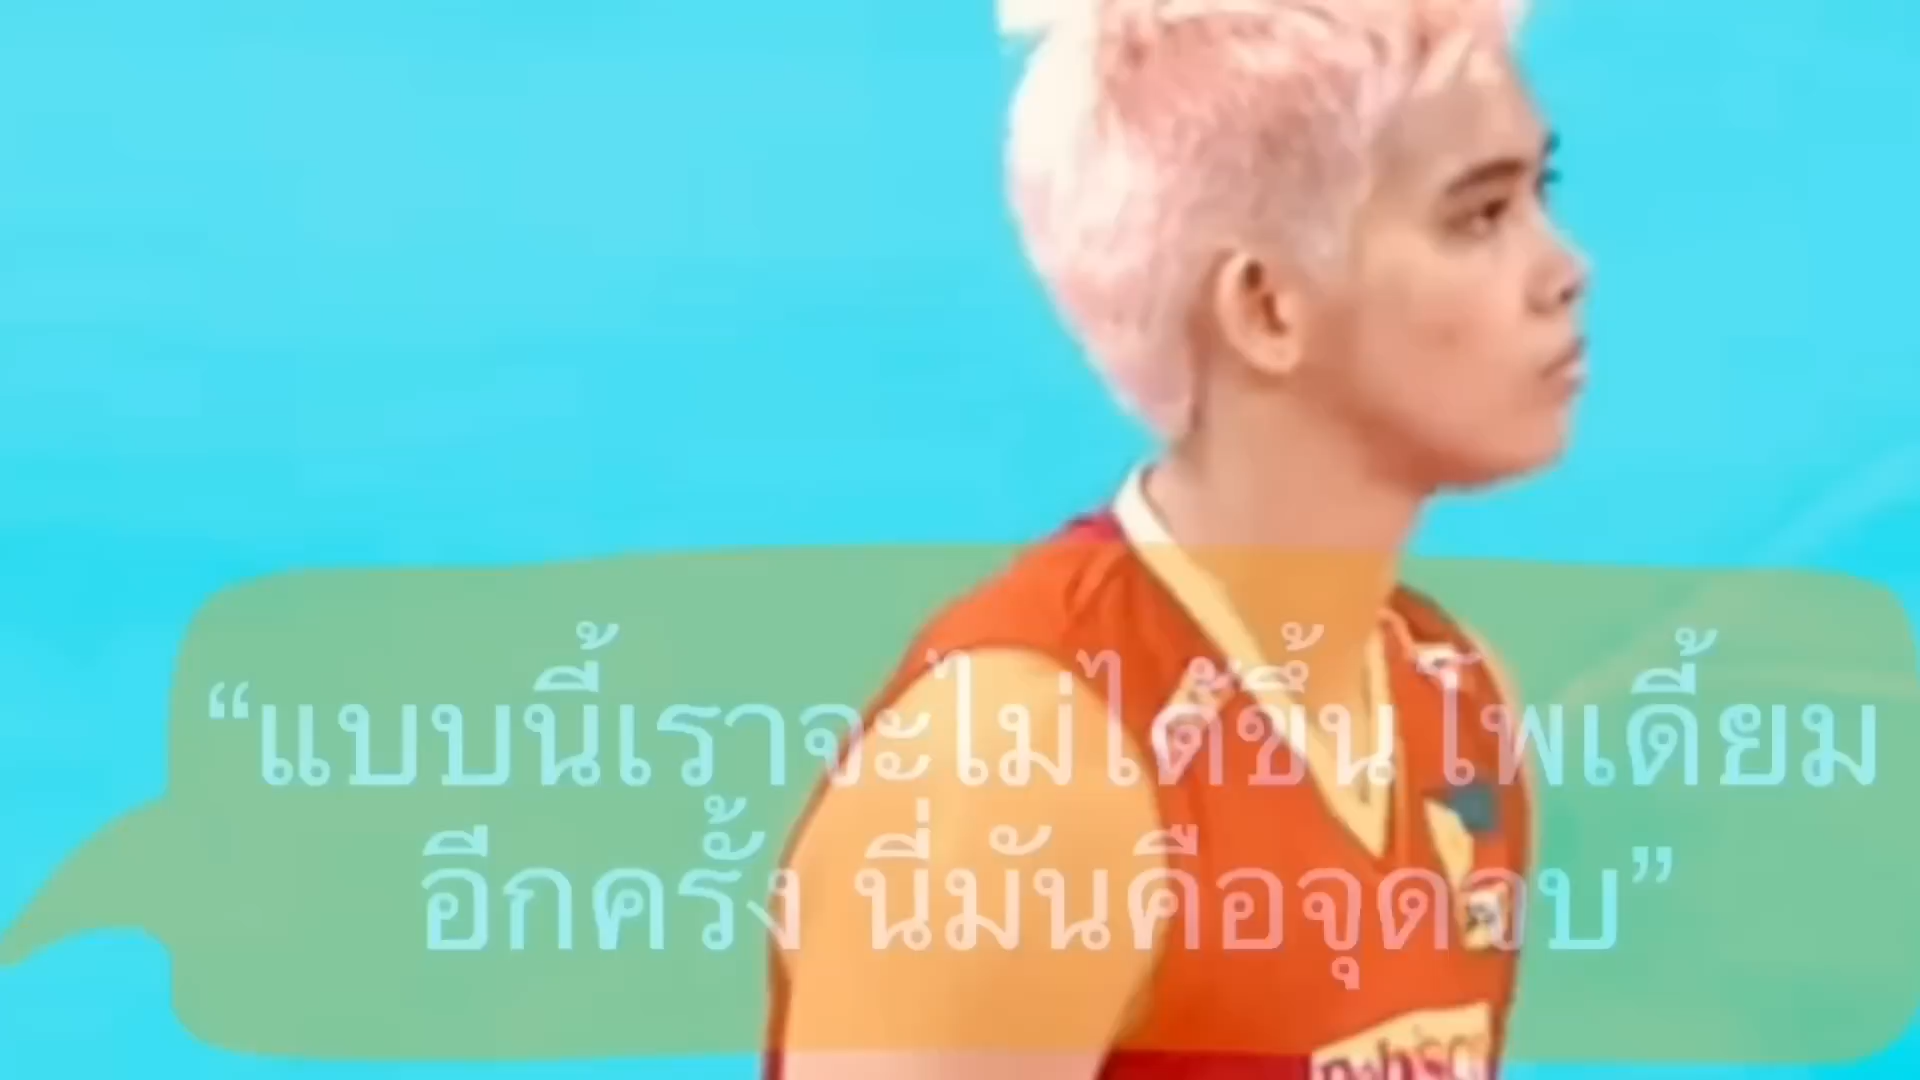 “แบบนี้เราจะไม่ได้ขึ้นโพเดี้ยม
อีกครั้ง นี่มันคือจุดจบ”